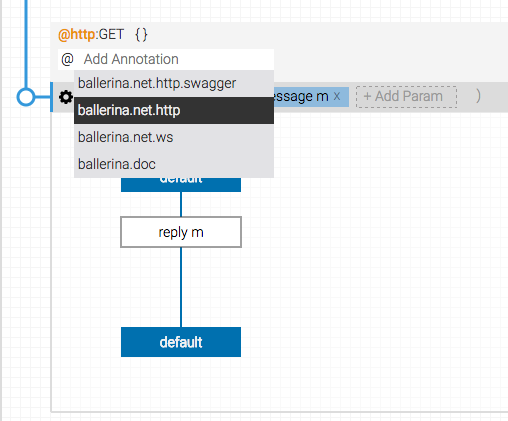 @http:GET {}
@ Add Annotation
ballerina.net.http.swagger
ballerina.net.http
m x + Add Param )
ballerina.net.ws
ballerina.doc
default
reply m
default